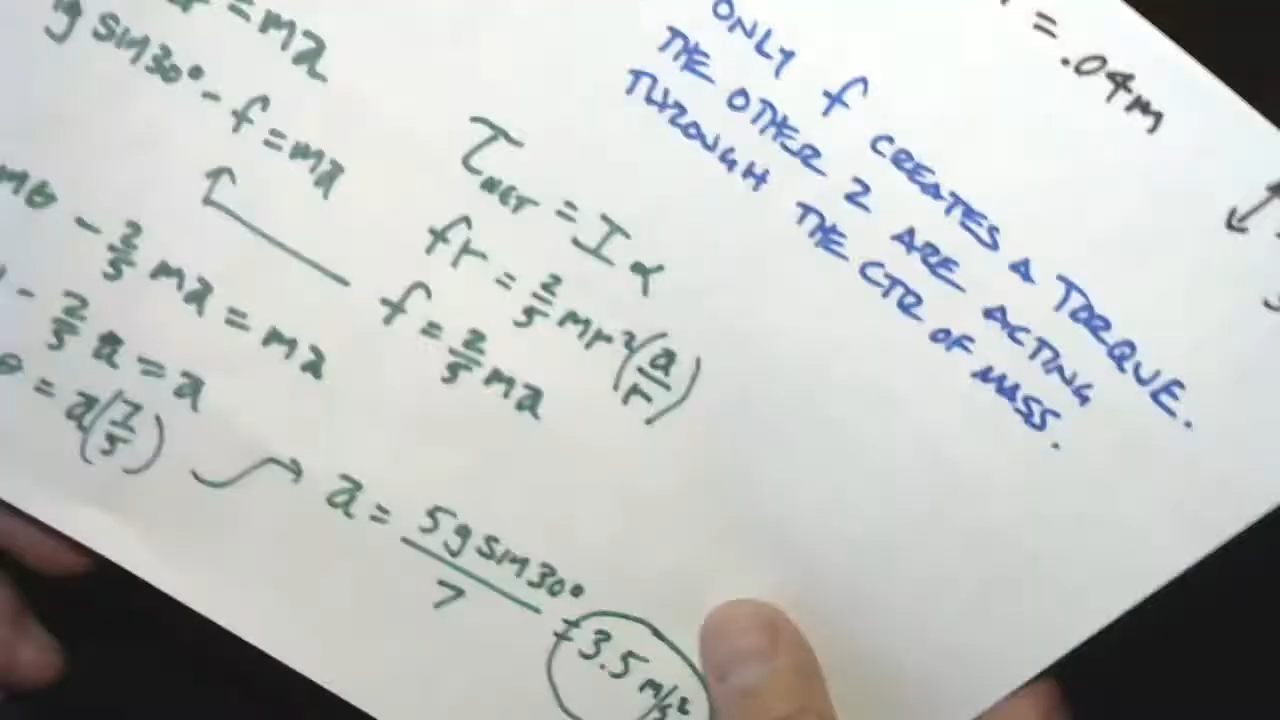 = ma
g sin30° - f = ma
mθ - 2/5 ma = ma
- 2/5 a = a
θ = a(7/5)
a = 5g sin30° / 7
= 3.5 m/s²
τNET = Iα
fr = 2/5 mr²(a/r)
f = 2/5 ma
ONLY f CREATES A TORQUE.
THE OTHER 2 ARE ACTING
THROUGH THE CTR OF MASS.
= .04m